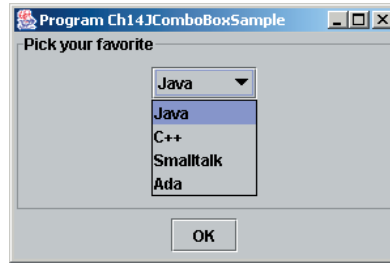 Program Ch14JComboBoxSample
Pick your favorite
Java
Java
C++
Smalltalk
Ada
OK